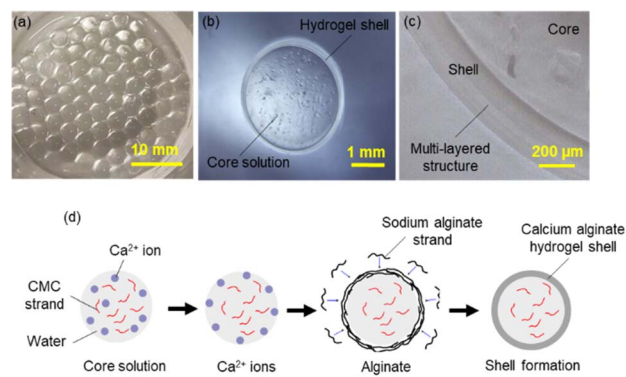 (a)
10 mm
(b)
Hydrogel shell
Core solution
1 mm
(c)
Core
Shell
Multi-layered
structure
200 µm
(d)
Ca2+ ion
CMC
strand
Water
Core solution
Ca2+ ions
Sodium alginate
strand
Alginate
Calcium alginate
hydrogel shell
Shell formation